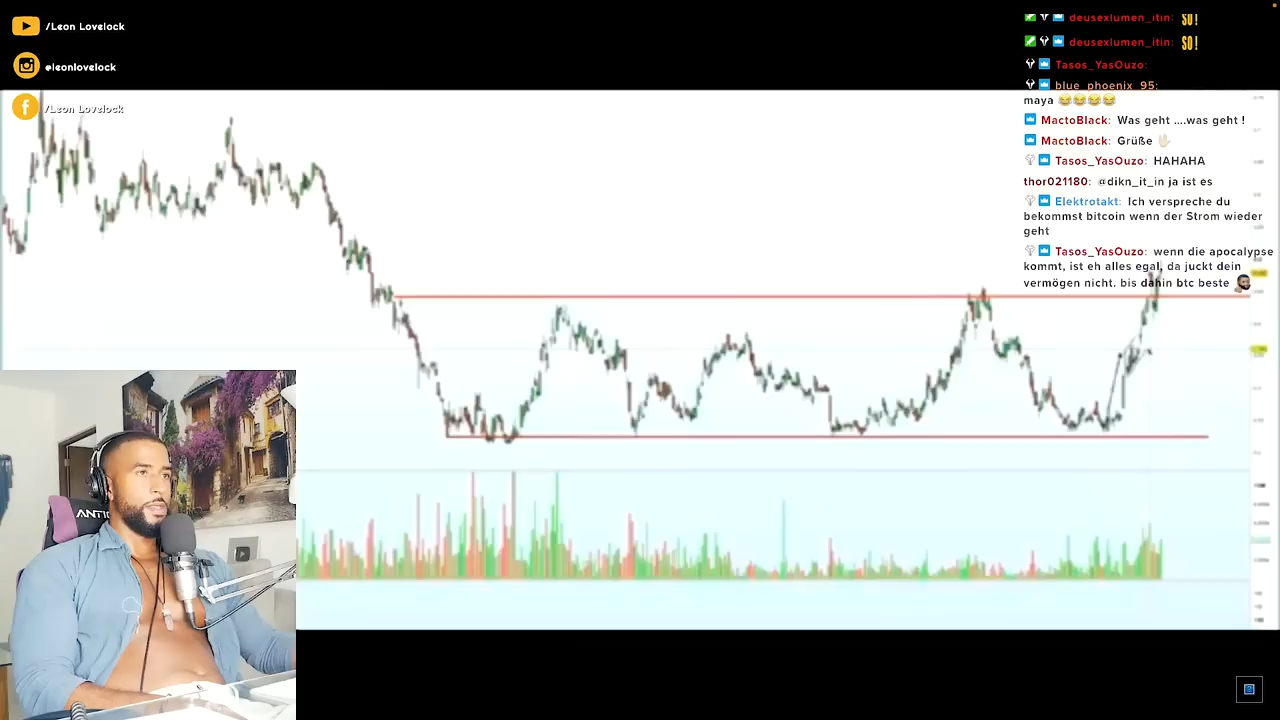 /Leon Lovelock
@leonlovelock
/Leon Lovelock
deusexlumen_itin: SO!
deusexlumen_itin: SO!
Tasos_YasOuzo:
blue_phoenix_95:
maya 😂😂😂😂
MactoBlack: Was geht ....was geht !
MactoBlack: Grüße 🖐🏻
Tasos_YasOuzo: HAHAHA
thor021180: @dikn_it_in ja ist es
Elektrotakt: Ich verspreche du
bekommst bitcoin wenn der Strom wieder
geht
Tasos_YasOuzo: wenn die apocalypse
kommt, ist eh alles egal, da juckt dein
vermögen nicht. bis dahin btc beste